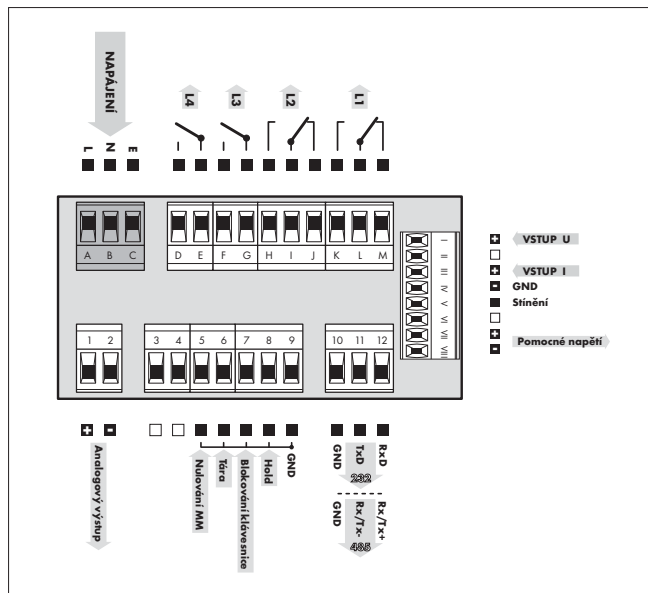 NAPÁJENÍ
L4
L3
L2
L1
L
N
E
A
B
C
D
E
F
G
H
I
J
K
L
M
I
II
III
IV
V
VI
VII
VIII
VSTUP U
VSTUP I
GND
Stínění
Pomocné napětí
1
2
3
4
5
6
7
8
9
10
11
12
Analogový výstup
Nulování MM
Tára
Blokování klávesnice
Hold
GND
GND
TxD
RxD
232
GND
Rx/Tx-
Rx/Tx+
485